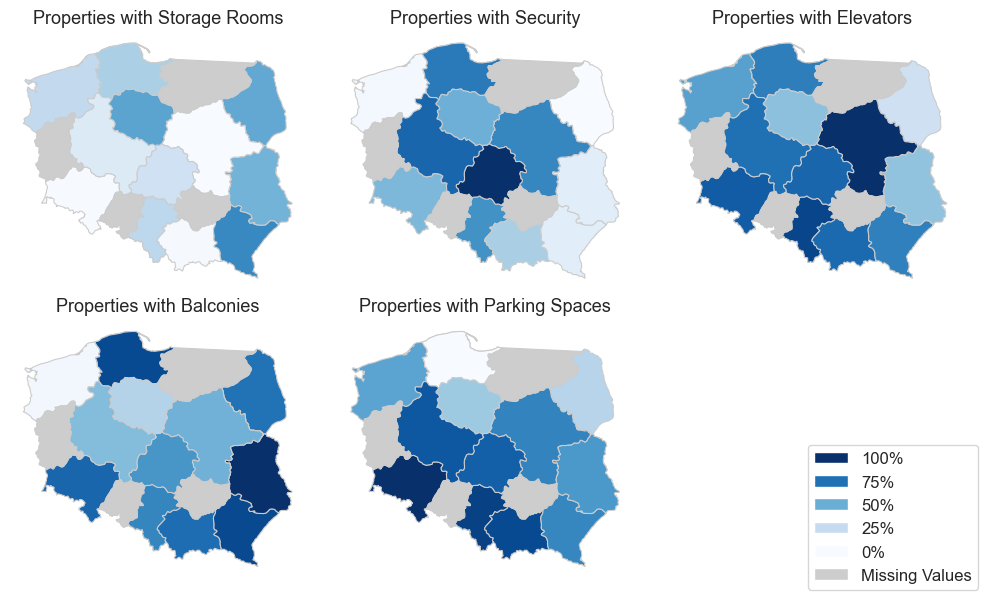 Properties with Storage Rooms
Properties with Security
Properties with Elevators
Properties with Balconies
Properties with Parking Spaces
100%
75%
50%
25%
0%
Missing Values